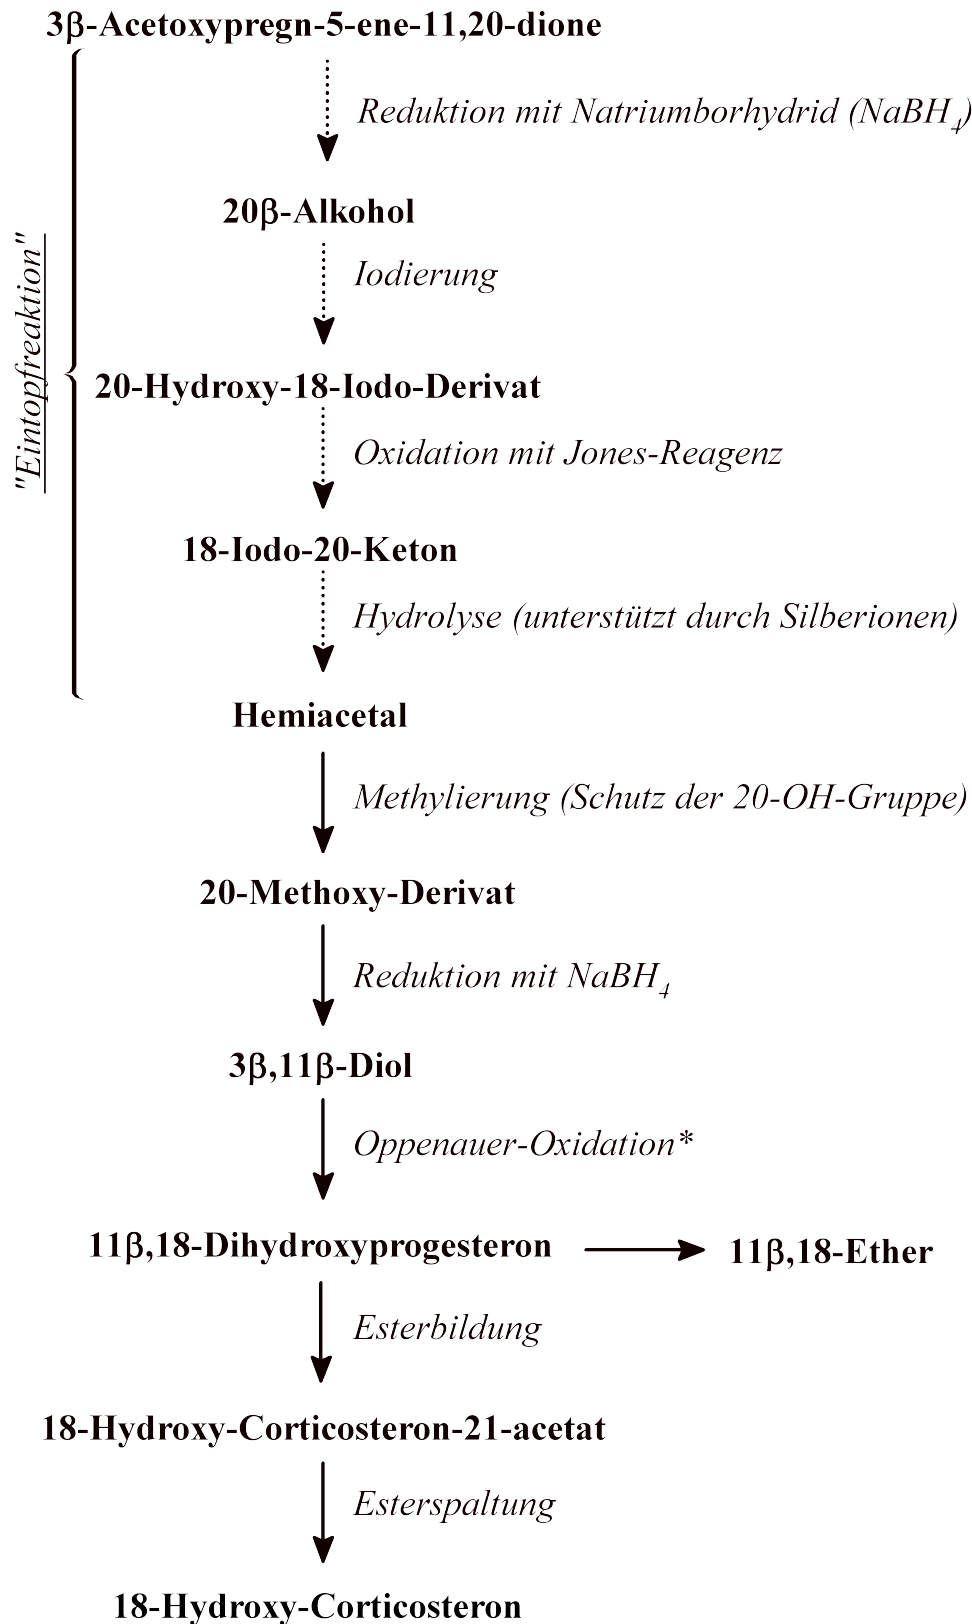 3β-Acetoxypregn-5-ene-11,20-dione
Reduktion mit Natriumborhydrid (NaBH₄)
20β-Alkohol
Iodierung
"Eintopfreaktion"
20-Hydroxy-18-Iodo-Derivat
Oxidation mit Jones-Reagenz
18-Iodo-20-Keton
Hydrolyse (unterstützt durch Silberionen)
Hemiacetal
Methylierung (Schutz der 20-OH-Gruppe)
20-Methoxy-Derivat
Reduktion mit NaBH₄
3β,11β-Diol
Oppenauer-Oxidation*
11β,18-Dihydroxyprogesteron
11β,18-Ether
Esterbildung
18-Hydroxy-Corticosteron-21-acetat
Esterspaltung
18-Hydroxy-Corticosteron